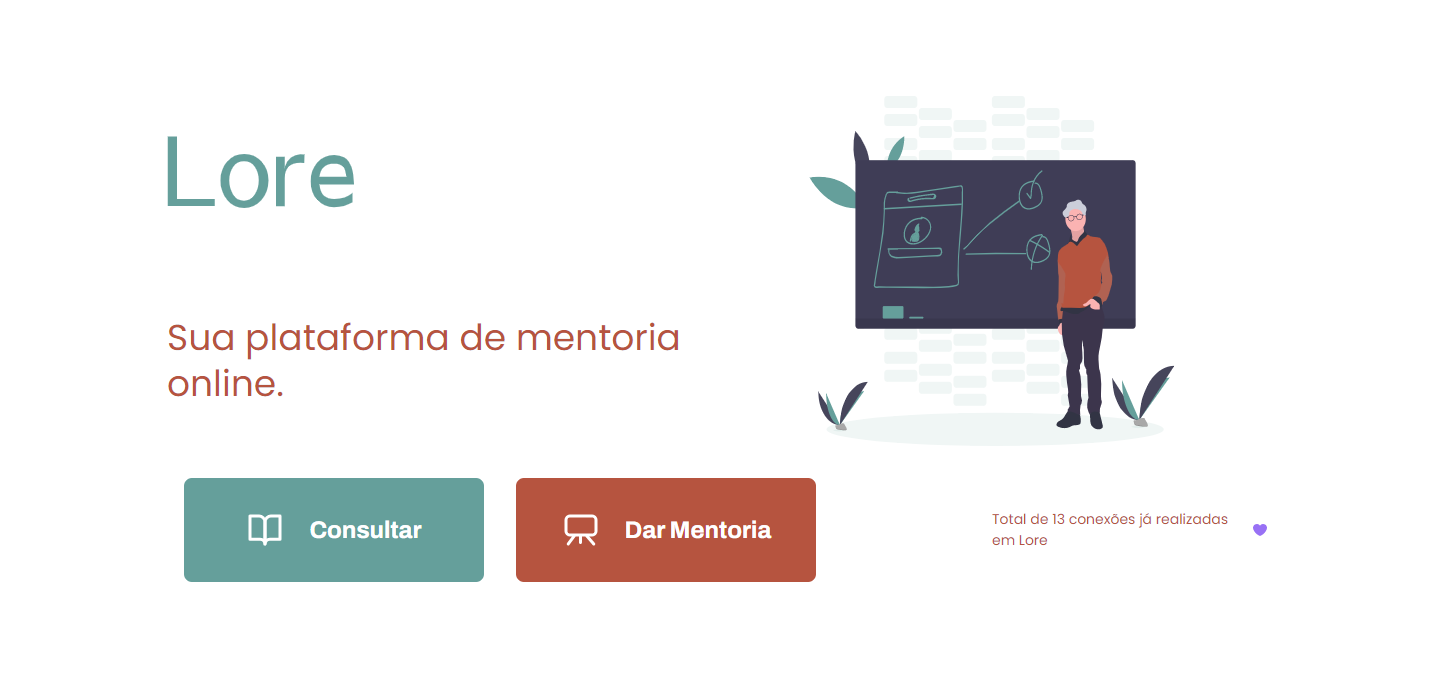 Lore
Sua plataforma de mentoria
online.
Consultar
Dar Mentoria
Total de 13 conexões já realizadas
em Lore